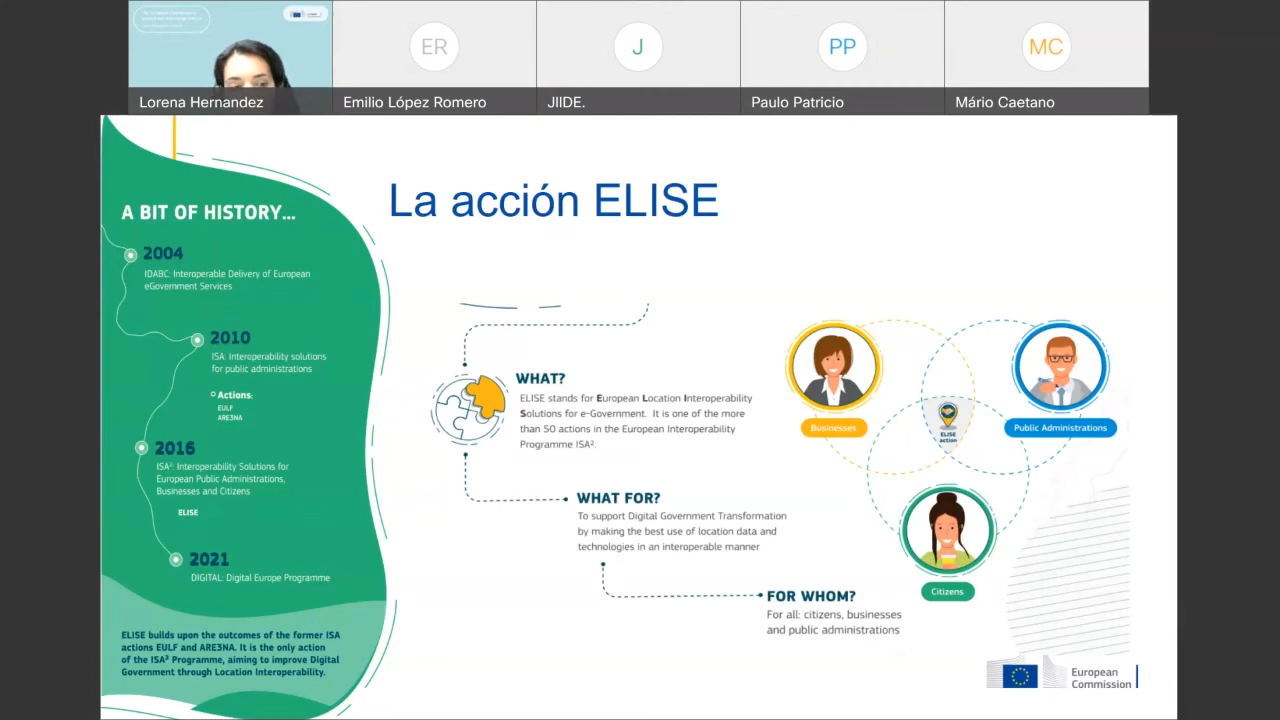 Lorena Hernandez
ER
Emilio López Romero
J
JIIDE.
PP
Paulo Patricio
MC
Mário Caetano
La acción ELISE
A BIT OF HISTORY...
2004
IDABC: Interoperable Delivery of European
eGovernment Services
2010
ISA: Interoperability solutions
for public administrations
Actions:
EULF
ARE3NA
2016
ISA²: Interoperability Solutions for
European Public Administrations,
Businesses and Citizens
ELISE
2021
DIGITAL: Digital Europe Programme
ELISE builds upon the outcomes of the former ISA
actions EULF and ARE3NA. It is the only action
of the ISA² Programme, aiming to improve Digital
Government through Location Interoperability.
WHAT?
ELISE stands for European Location Interoperability
Solutions for e-Government. It is one of the more
than 50 actions in the European Interoperability
Programme ISA².
WHAT FOR?
To support Digital Government Transformation
by making the best use of location data and
technologies in an interoperable manner
FOR WHOM?
For all: citizens, businesses
and public administrations
Businesses
Public Administrations
ELISE
action
Citizens
European
Commission